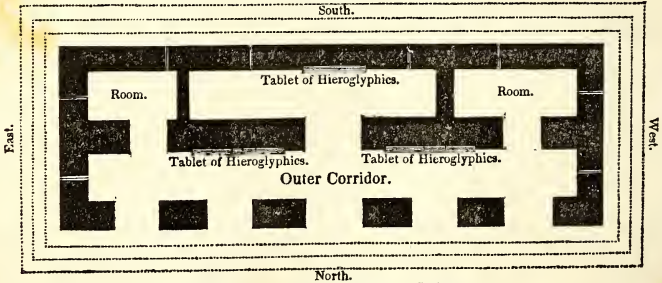 South.
Tablet of Hieroglyphics.
Room.
Room.
East.
West.
Tablet of Hieroglyphics.
Tablet of Hieroglyphics.
Outer Corridor.
North.